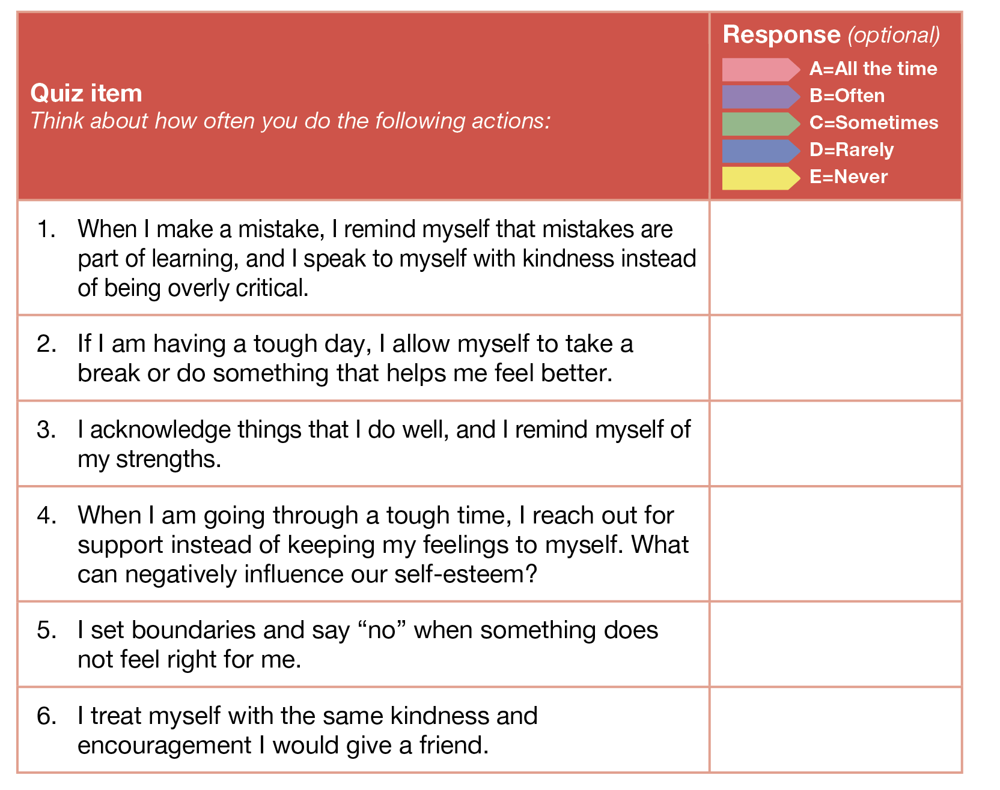 Quiz item
Think about how often you do the following actions:
Response (optional)
A=All the time
B=Often
C=Sometimes
D=Rarely
E=Never
1. When I make a mistake, I remind myself that mistakes are
part of learning, and I speak to myself with kindness instead
of being overly critical.
2. If I am having a tough day, I allow myself to take a
break or do something that helps me feel better.
3. I acknowledge things that I do well, and I remind myself of
my strengths.
4. When I am going through a tough time, I reach out for
support instead of keeping my feelings to myself. What
can negatively influence our self-esteem?
5. I set boundaries and say “no” when something does
not feel right for me.
6. I treat myself with the same kindness and
encouragement I would give a friend.